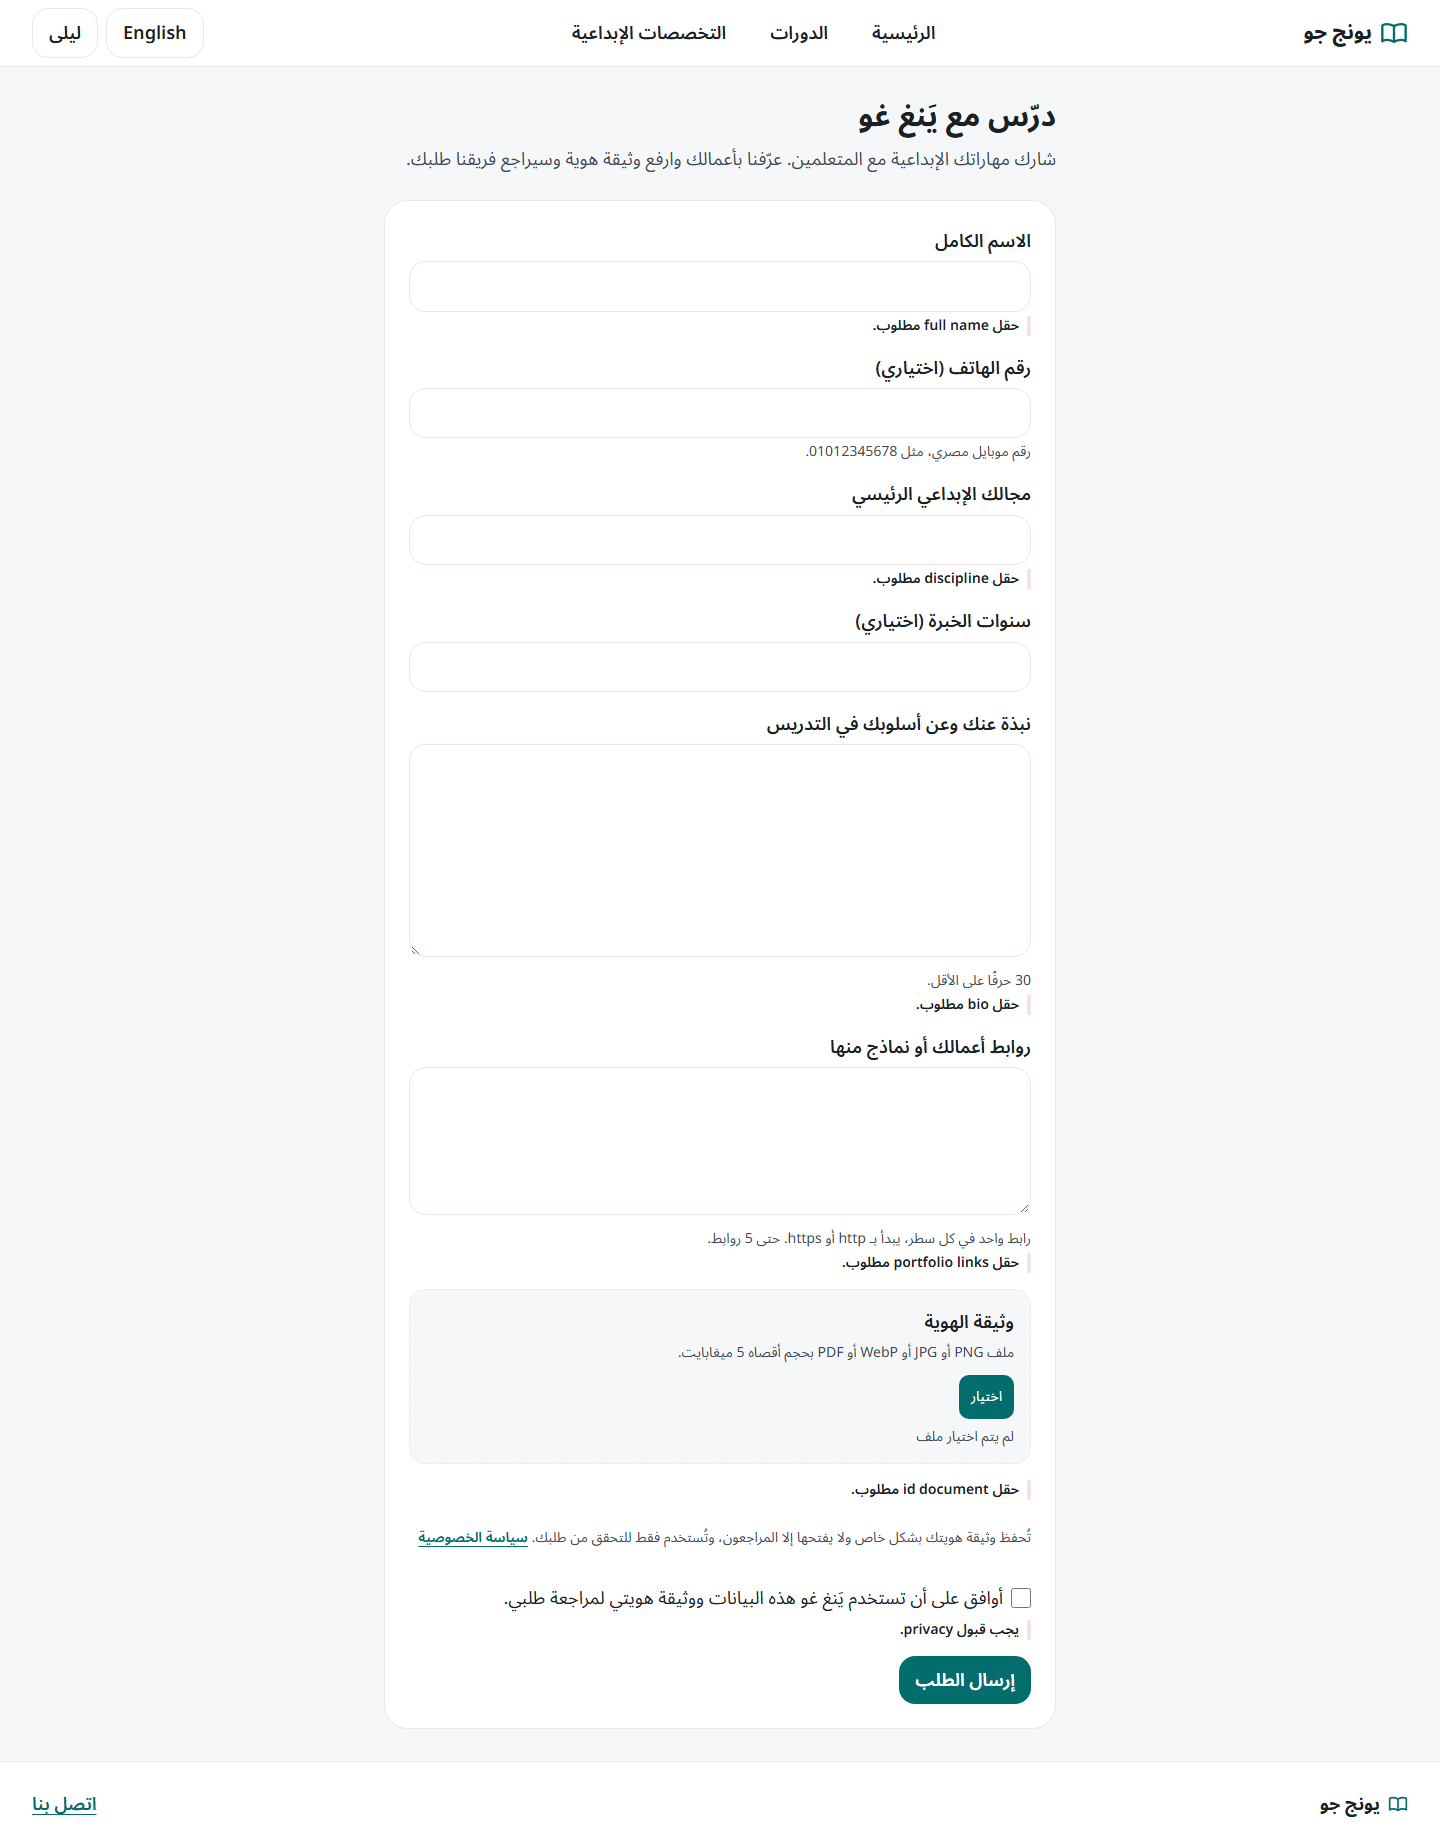 يونج جو
الرئيسية
الدورات
التخصصات الإبداعية
English
ليلى
درّس مع يَنغ غو
شارك مهاراتك الإبداعية مع المتعلمين. عرّفنا بأعمالك وارفع وثيقة هوية وسيراجع فريقنا طلبك.
الاسم الكامل
حقل full name مطلوب.
رقم الهاتف (اختياري)
رقم موبايل مصري، مثل 01012345678.
مجالك الإبداعي الرئيسي
حقل discipline مطلوب.
سنوات الخبرة (اختياري)
نبذة عنك وعن أسلوبك في التدريس
30 حرفًا على الأقل.
حقل bio مطلوب.
روابط أعمالك أو نماذج منها
رابط واحد في كل سطر، يبدأ بـ http أو https. حتى 5 روابط.
حقل portfolio links مطلوب.
وثيقة الهوية
ملف PNG أو JPG أو WebP أو PDF بحجم أقصاه 5 ميغابايت.
اختيار
لم يتم اختيار ملف
حقل id document مطلوب.
تُحفظ وثيقة هويتك بشكل خاص ولا يفتحها إلا المراجعون، وتُستخدم فقط للتحقق من طلبك. سياسة الخصوصية
أوافق على أن تستخدم يَنغ غو هذه البيانات ووثيقة هويتي لمراجعة طلبي.
يجب قبول privacy.
إرسال الطلب
يونج جو
اتصل بنا